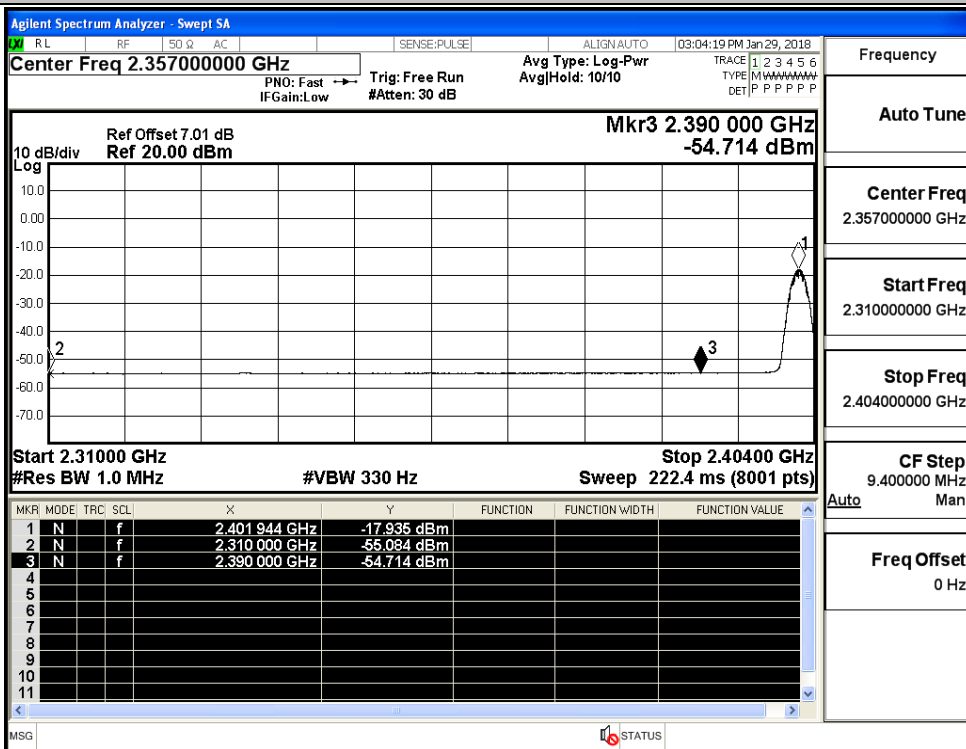 Agilent Spectrum Analyzer - Swept SA
LXI RL RF 50 Ω AC SENSE:PULSE ALIGN AUTO 03:04:19 PM Jan 29, 2018
Center Freq 2.357000000 GHz
PNO: Fast
IFGain:Low
Trig: Free Run
#Atten: 30 dB
Avg Type: Log-Pwr
Avg|Hold: 10/10
TRACE 1 2 3 4 5 6
TYPE M
DET P P P P P P
Ref Offset 7.01 dB
10 dB/div Ref 20.00 dBm
Log
Mkr3 2.390 000 GHz
-54.714 dBm
10.0
0.00
-10.0
-20.0
-30.0
-40.0
-50.0
-60.0
-70.0
1
2
3
Start 2.31000 GHz Stop 2.40400 GHz
#Res BW 1.0 MHz #VBW 330 Hz Sweep 222.4 ms (8001 pts)
MKR MODE TRC SCL X Y FUNCTION FUNCTION WIDTH FUNCTION VALUE
1 N f 2.401 944 GHz -17.935 dBm
2 N f 2.310 000 GHz -55.084 dBm
3 N f 2.390 000 GHz -54.714 dBm
4
5
6
7
8
9
10
11
MSG STATUS
Frequency
Auto Tune
Center Freq
2.357000000 GHz
Start Freq
2.310000000 GHz
Stop Freq
2.404000000 GHz
CF Step
9.400000 MHz
Auto Man
Freq Offset
0 Hz